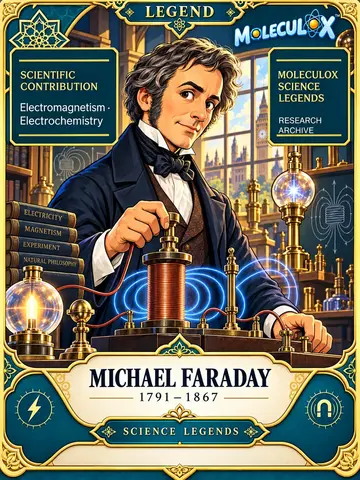 LEGEND
MOLECULOX™
SCIENTIFIC
CONTRIBUTION
Electromagnetism ·
Electrochemistry
MOLECULOX
SCIENCE
LEGENDS
RESEARCH
ARCHIVE
ELECTRICITY
MAGNETISM
EXPERIMENT
NATURAL PHILOSOPHY
MICHAEL FARADAY
1791–1867
SCIENCE LEGENDS